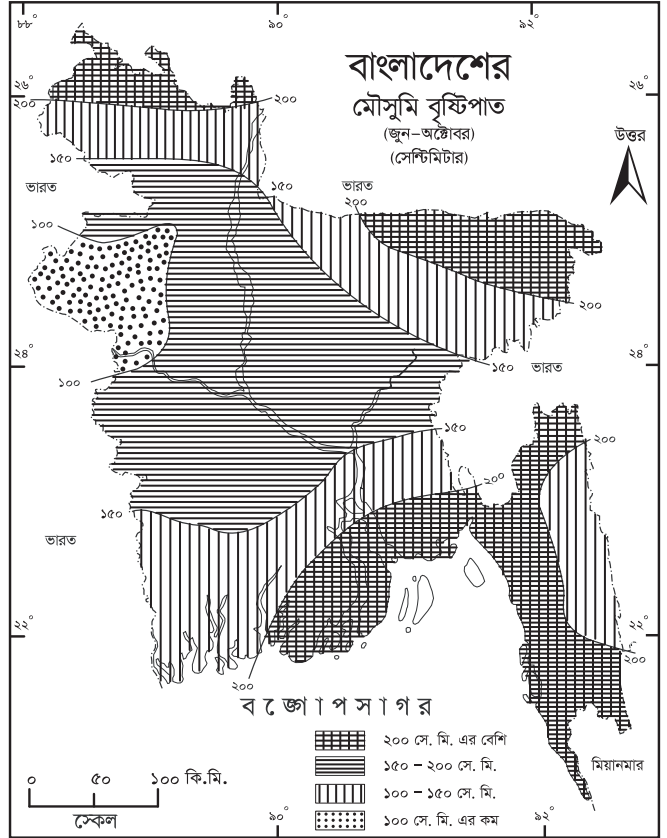 ৮৮° ৯০° ৯২°
বাংলাদেশের
মৌসুমি বৃষ্টিপাত
(জুন–অক্টোবর)
(সেন্টিমিটার)
উত্তর
২৬° ২৬°
২০০ ২০০
১৫০
ভারত
১৫০
ভারত
২০০
১০০
২০০
২৪° ২৪°
১৫০ ভারত
১০০
১৫০
২০০
২০০
১৫০
ভারত
২২° ২২°
২০০
২০০
বঙ্গোপসাগর
২০০ সে. মি. এর বেশি
১৫০ – ২০০ সে. মি.
১০০ – ১৫০ সে. মি.
১০০ সে. মি. এর কম
মিয়ানমার
০ ৫০ ১০০ কি.মি.
স্কেল
৯০° ৯২°